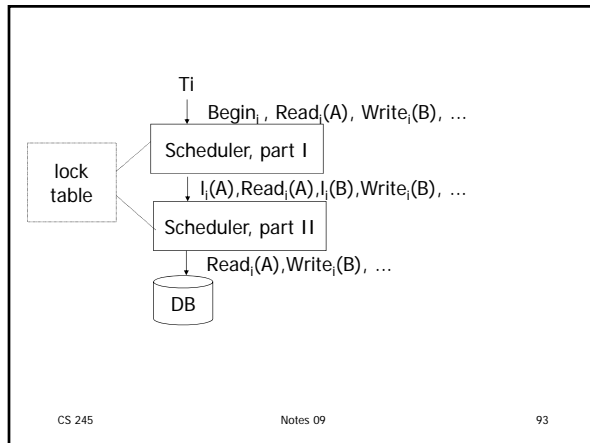 Ti
Beginᵢ , Readᵢ(A), Writeᵢ(B), ...
Scheduler, part I
lock
table
lᵢ(A),Readᵢ(A),lᵢ(B),Writeᵢ(B), ...
Scheduler, part II
Readᵢ(A),Writeᵢ(B), ...
DB
CS 245 Notes 09 93